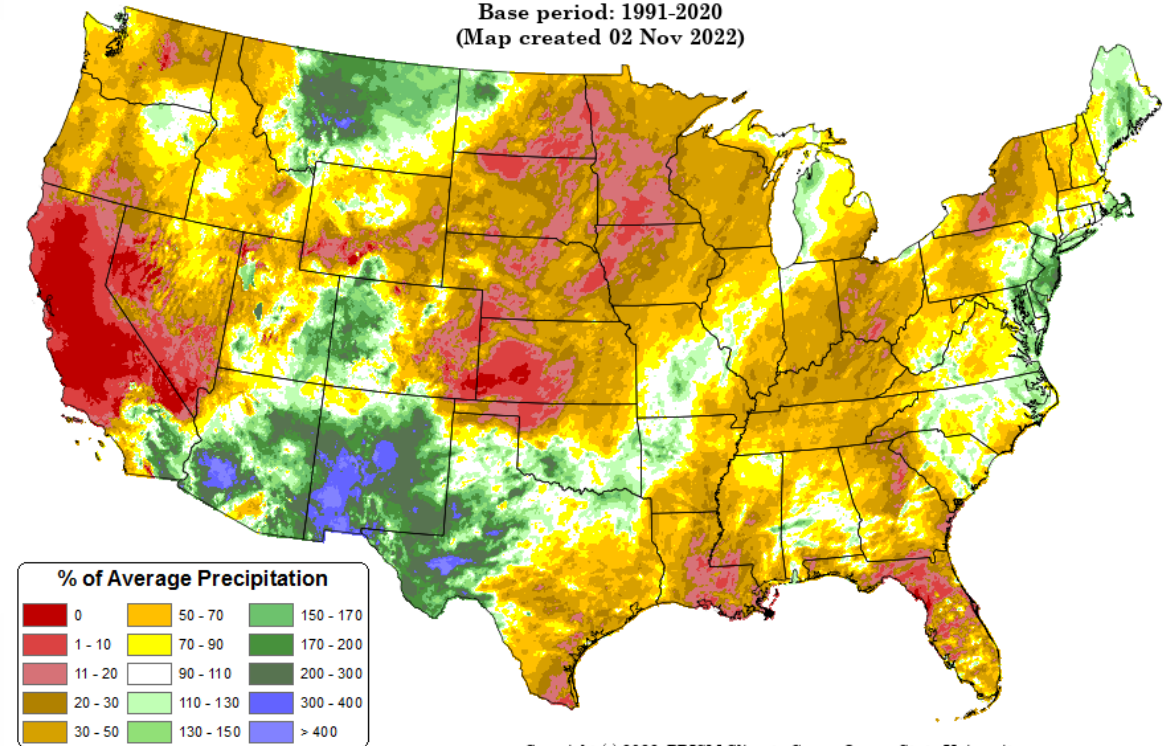 Base period: 1991-2020
(Map created 02 Nov 2022)
% of Average Precipitation
0
1 - 10
11 - 20
20 - 30
30 - 50
50 - 70
70 - 90
90 - 110
110 - 130
130 - 150
150 - 170
170 - 200
200 - 300
300 - 400
> 400